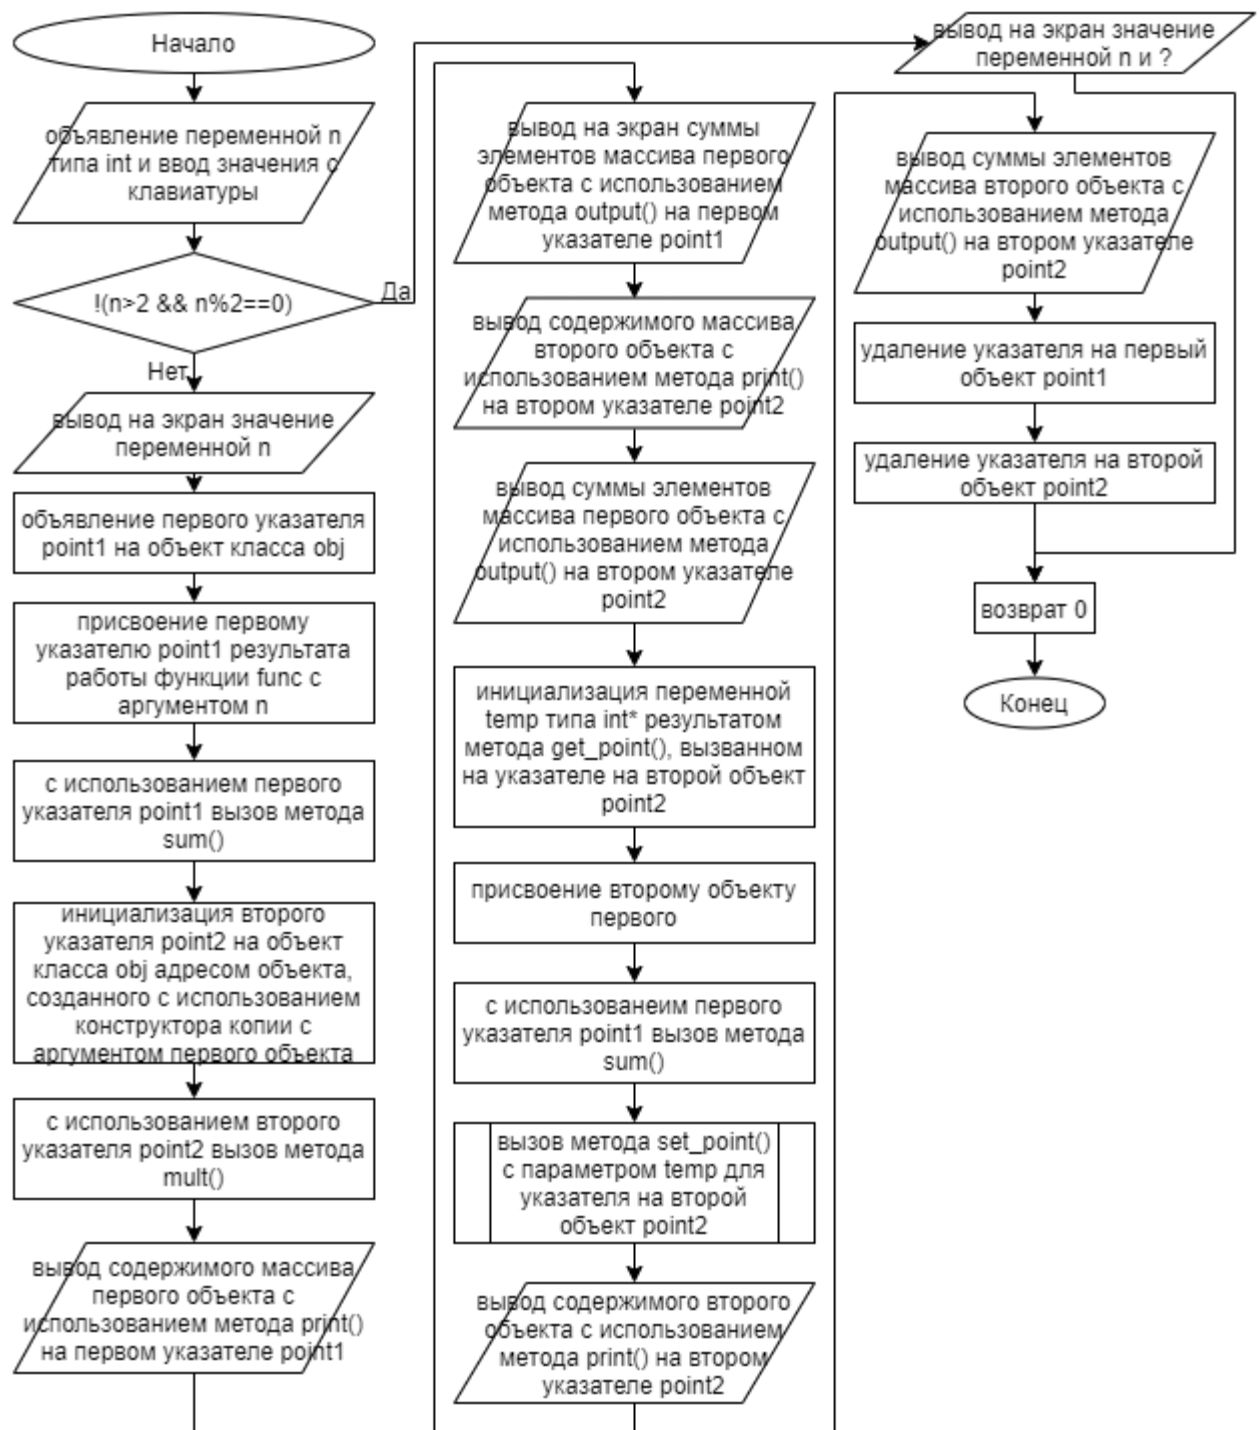 Начало
объявление переменной n
типа int и ввод значения с
клавиатуры
!(n>2 && n%2==0)
Да
Нет
вывод на экран значение
переменной n
объявление первого указателя
point1 на объект класса obj
присвоение первому
указателю point1 результата
работы функции func с
аргументом n
с использованием первого
указателя point1 вызов метода
sum()
инициализация второго
указателя point2 на объект
класса obj адресом объекта,
созданного с использованием
конструктора копии с
аргументом первого объекта
с использованием второго
указателя point2 вызов метода
mult()
вывод содержимого массива
первого объекта с
использованием метода print()
на первом указателе point1
вывод на экран суммы
элементов массива первого
объекта с использованием
метода output() на первом
указателе point1
вывод содержимого массива
второго объекта с
использованием метода print()
на втором указателе point2
вывод суммы элементов
массива первого объекта с
использованием метода
output() на втором указателе
point2
инициализация переменной
temp типа int* результатом
метода get_point(), вызванном
на указателе на второй объект
point2
присвоение второму объекту
первого
с использованеим первого
указателя point1 вызов метода
sum()
вызов метода set_point()
с параметром temp для
указателя на второй
объект point2
вывод содержимого второго
объекта с использованием
метода print() на втором
указателе point2
вывод на экран значение
переменной n и ?
вывод суммы элементов
массива второго объекта с
использованием метода
output() на втором указателе
point2
удаление указателя на первый
объект point1
удаление указателя на второй
объект point2
возврат 0
Конец